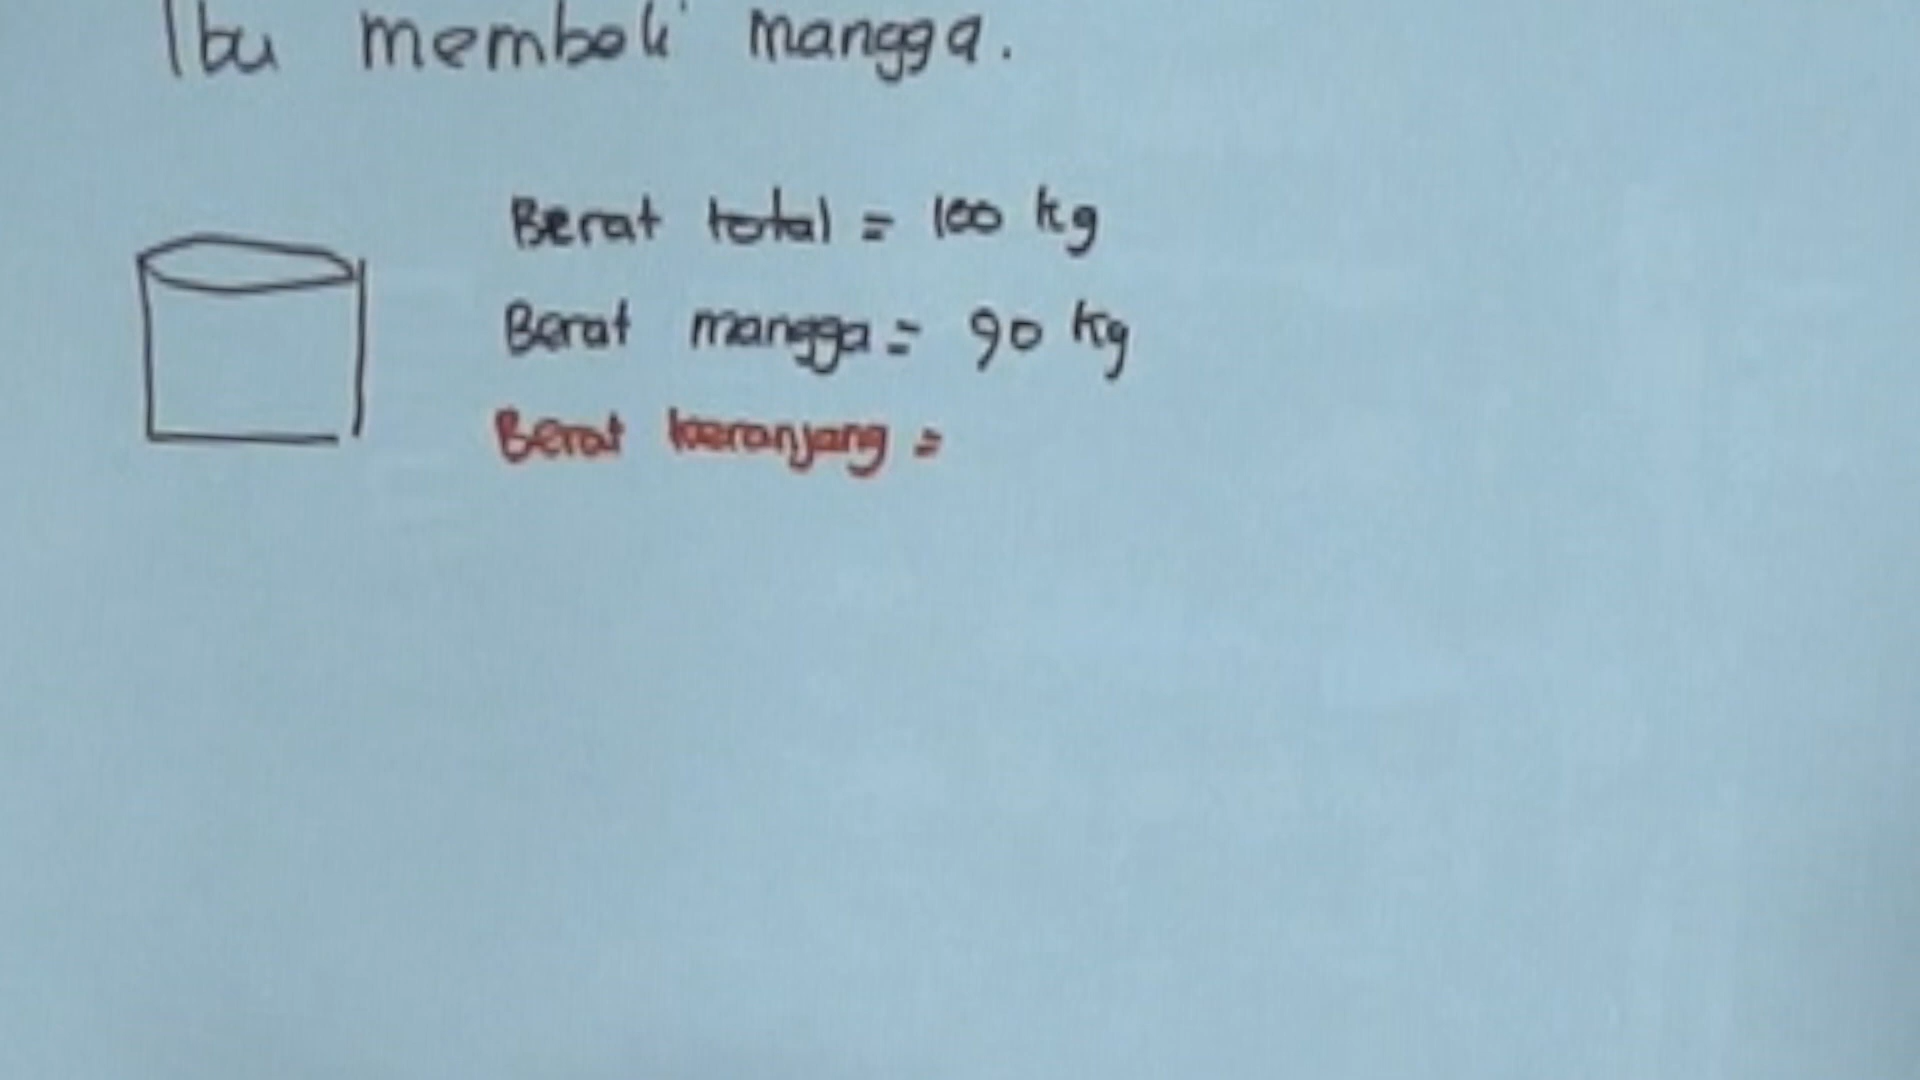 Ibu membeli mangga.
Berat total = 100 kg
Berat mangga = 90 kg
Berat keranjang =